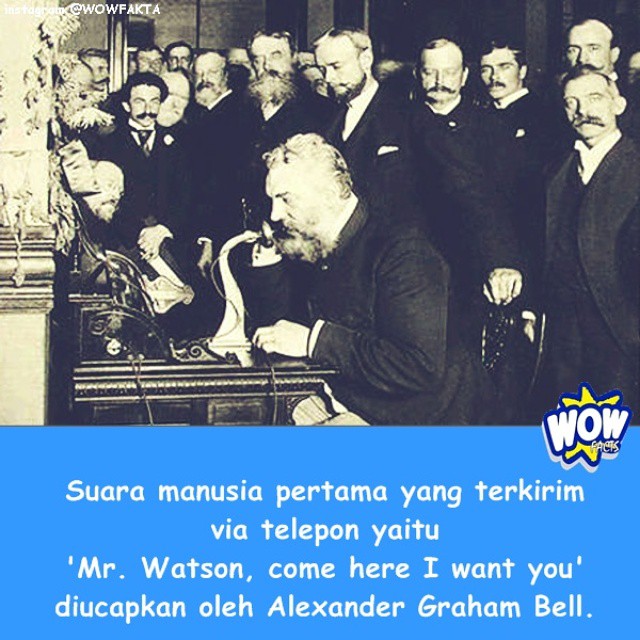 instagram:@WOWFAKTA
WOW
FACTS
Suara manusia pertama yang terkirim
via telepon yaitu
'Mr. Watson, come here I want you'
diucapkan oleh Alexander Graham Bell.